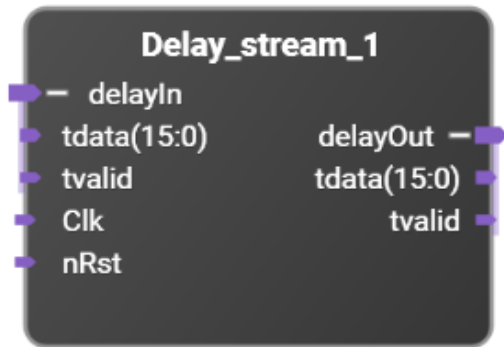 Delay_stream_1
delayIn
tdata(15:0) delayOut
tvalid tdata(15:0)
Clk tvalid
nRst